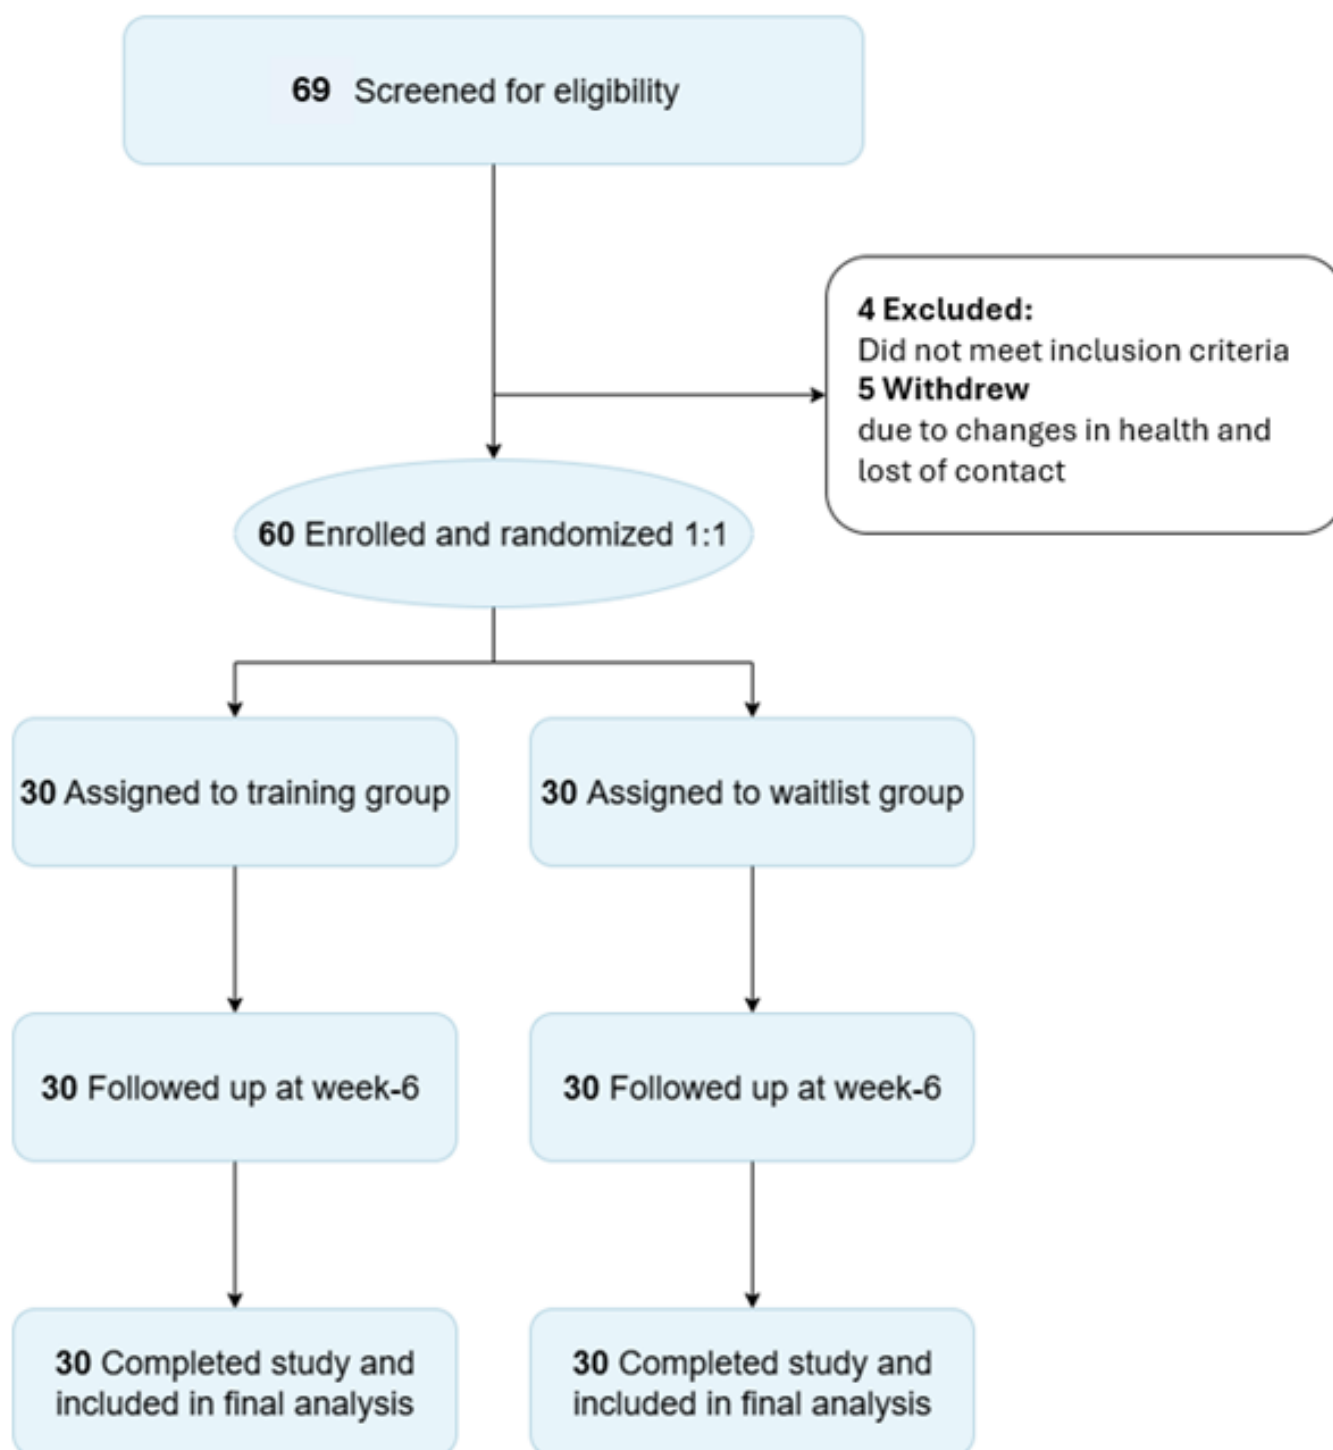 69 Screened for eligibility
4 Excluded:
Did not meet inclusion criteria
5 Withdrew
due to changes in health and
lost of contact
60 Enrolled and randomized 1:1
30 Assigned to training group
30 Assigned to waitlist group
30 Followed up at week-6
30 Followed up at week-6
30 Completed study and
included in final analysis
30 Completed study and
included in final analysis